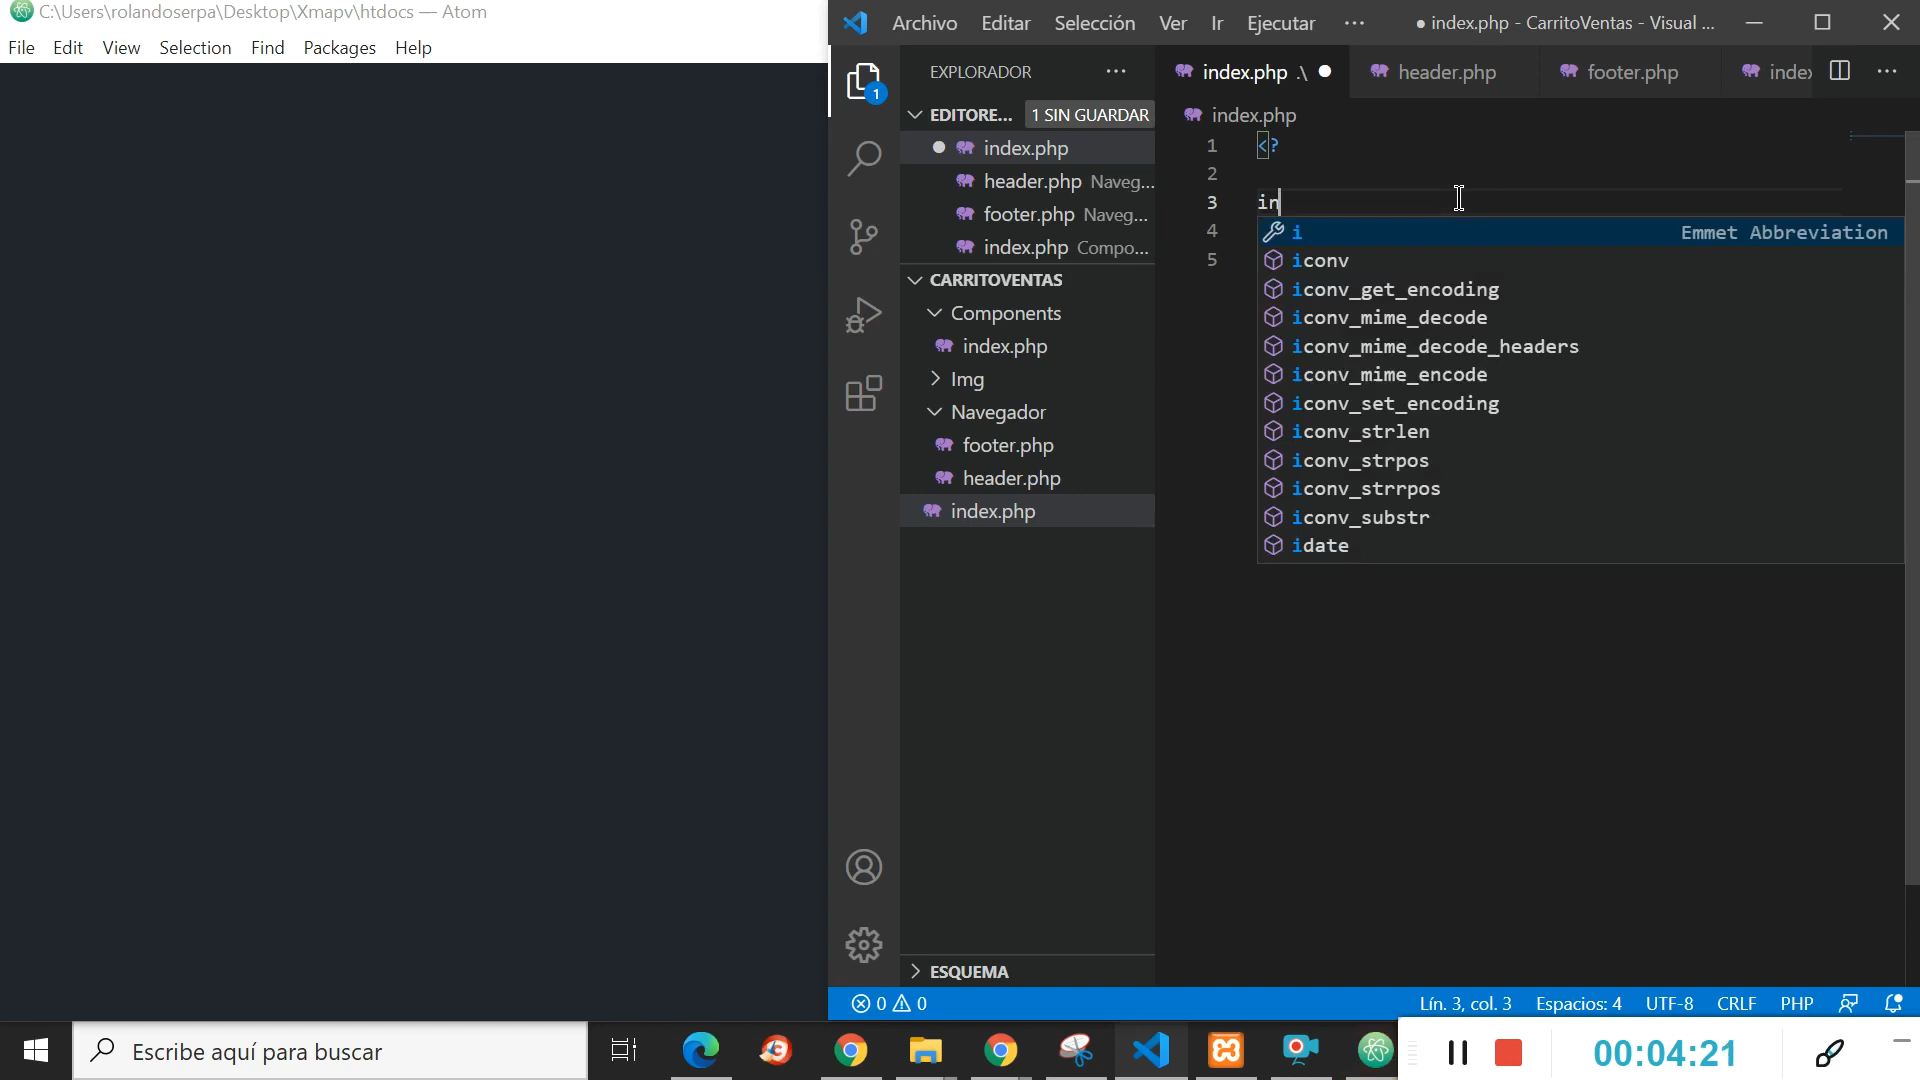 C:\Users\rolandoserpa\Desktop\Xmapv\htdocs — Atom
File Edit View Selection Find Packages Help
Archivo Editar Selección Ver Ir Ejecutar ··· ● index.php - CarritoVentas - Visual ...
EXPLORADOR ···
EDITORE... 1 SIN GUARDAR
index.php
header.php Naveg...
footer.php Naveg...
index.php Compo...
CARRITOVENTAS
Components
index.php
Img
Navegador
footer.php
header.php
index.php
ESQUEMA
1
index.php .\ ● header.php footer.php index
index.php
1 <?
2
3 in
4
5
i Emmet Abbreviation
iconv
iconv_get_encoding
iconv_mime_decode
iconv_mime_decode_headers
iconv_mime_encode
iconv_set_encoding
iconv_strlen
iconv_strpos
iconv_strrpos
iconv_substr
idate
0 0 Lín. 3, col. 3 Espacios: 4 UTF-8 CRLF PHP
Escribe aquí para buscar
00:04:21